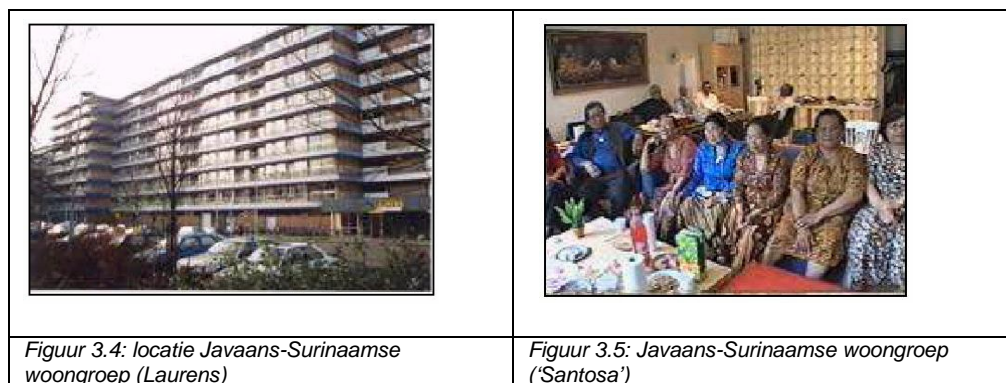 Figuur 3.4: locatie Javaans-Surinaamse
woongroep (Laurens)
Figuur 3.5: Javaans-Surinaamse woongroep
(‘Santosa’)